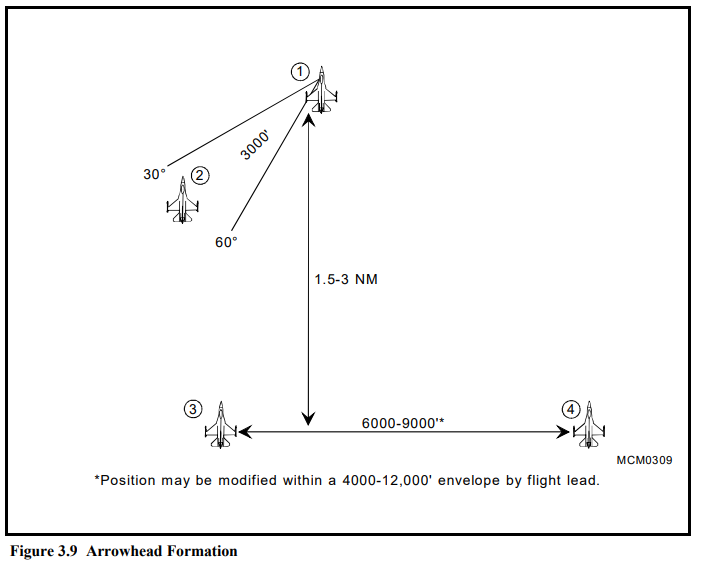 1
3000'
30°
2
60°
1.5-3 NM
3
4
6000-9000'*
MCM0309
*Position may be modified within a 4000-12,000' envelope by flight lead.
Figure 3.9 Arrowhead Formation